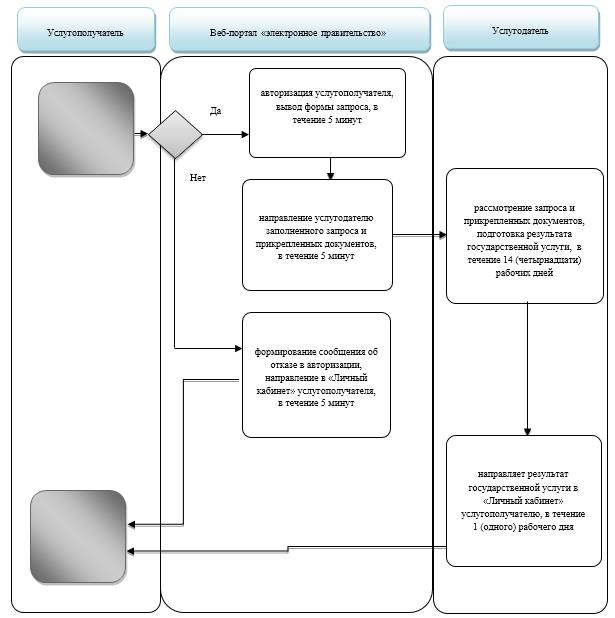 Услугополучатель
Веб-портал «электронное правительство»
Услугодатель
авторизация услугополучателя,
вывод формы запроса, в
течение 5 минут
Да
Нет
направление услугодателю
заполненного запроса и
прикрепленных документов,
в течение 5 минут
рассмотрение запроса и
прикрепленных документов,
подготовка результата
государственной услуги, в
течение 14 (четырнадцати)
рабочих дней
формирование сообщения об
отказе в авторизации,
направление в «Личный
кабинет» услугополучателя,
в течение 5 минут
направляет результат
государственной услуги в
«Личный кабинет»
услугополучателю, в течение
1 (одного) рабочего дня